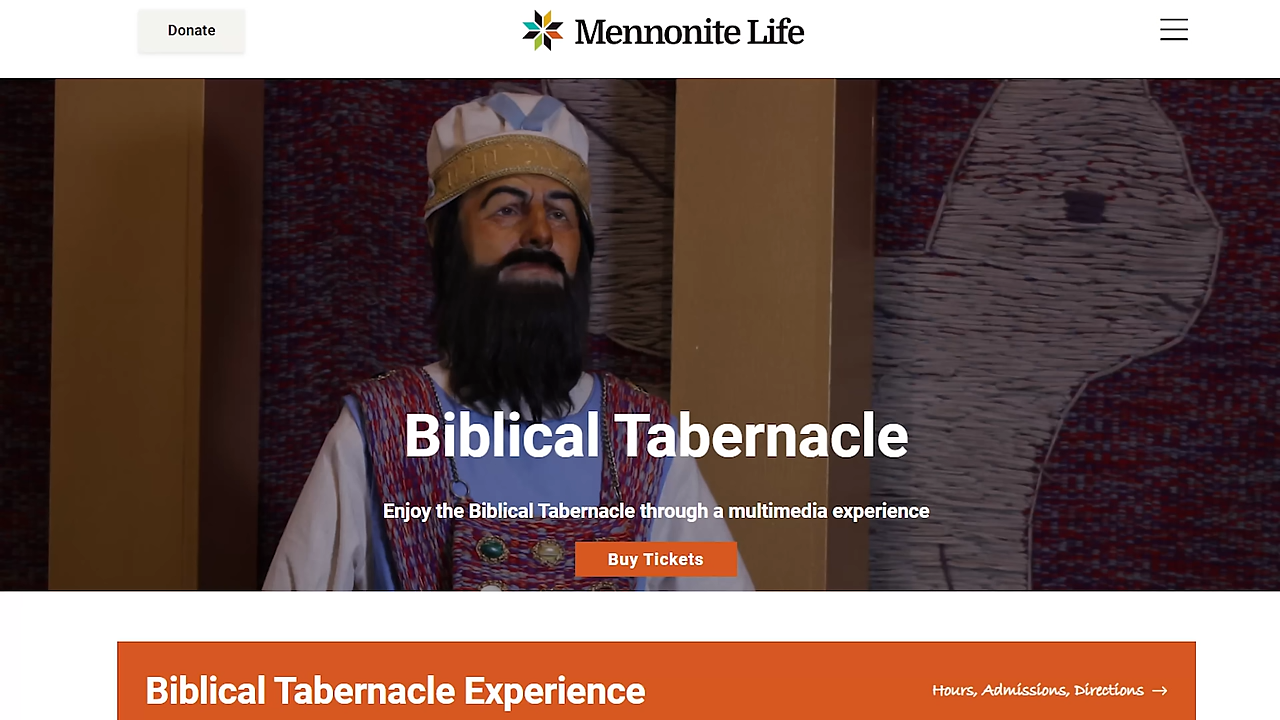 Donate
Mennonite Life
Biblical Tabernacle
Enjoy the Biblical Tabernacle through a multimedia experience
Buy Tickets
Biblical Tabernacle Experience
Hours, Admissions, Directions →